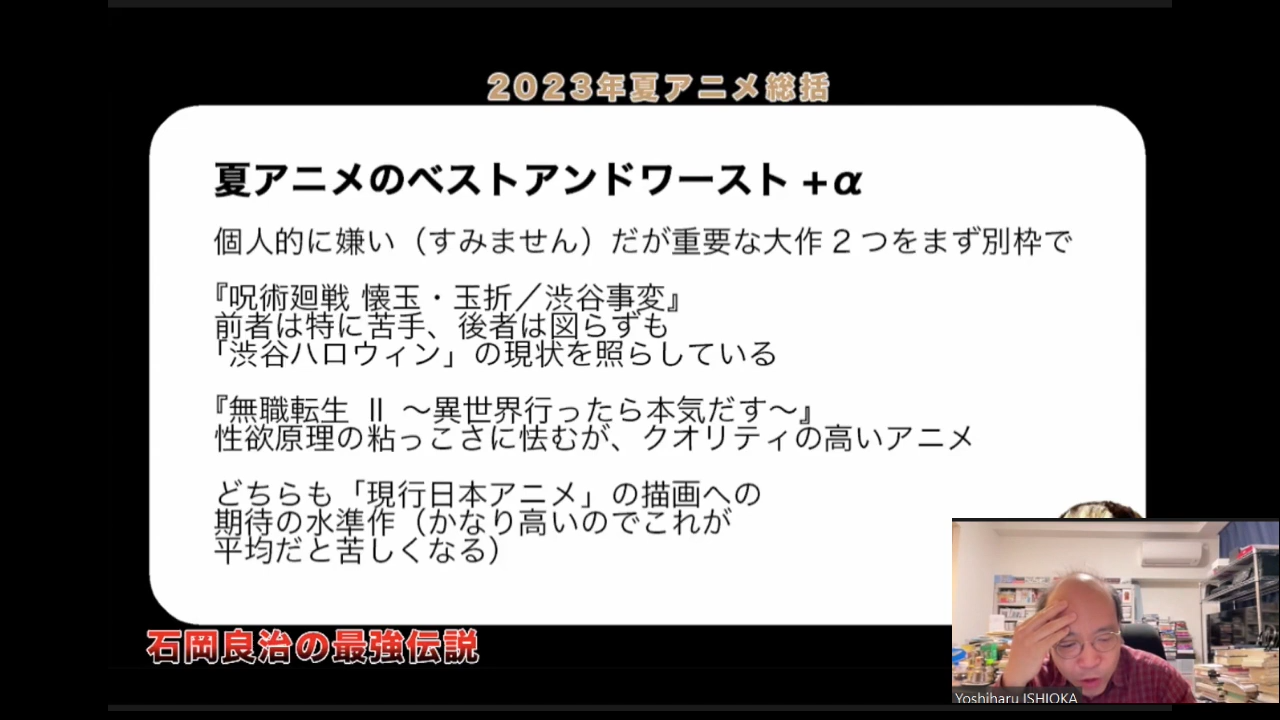 2023年夏アニメ総括
夏アニメのベストアンドワースト +α
個人的に嫌い（すみません）だが重要な大作 2 つをまず別枠で
『呪術廻戦 懐玉・玉折／渋谷事変』
前者は特に苦手、後者は図らずも
「渋谷ハロウィン」の現状を照らしている
『無職転生 Ⅱ ～異世界行ったら本気だす～』
性欲原理の粘っこさに怯むが、クオリティの高いアニメ
どちらも「現行日本アニメ」の描画への
期待の水準作（かなり高いのでこれが
平均だと苦しくなる）
石岡良治の最強伝説
Yoshiharu ISHIOKA